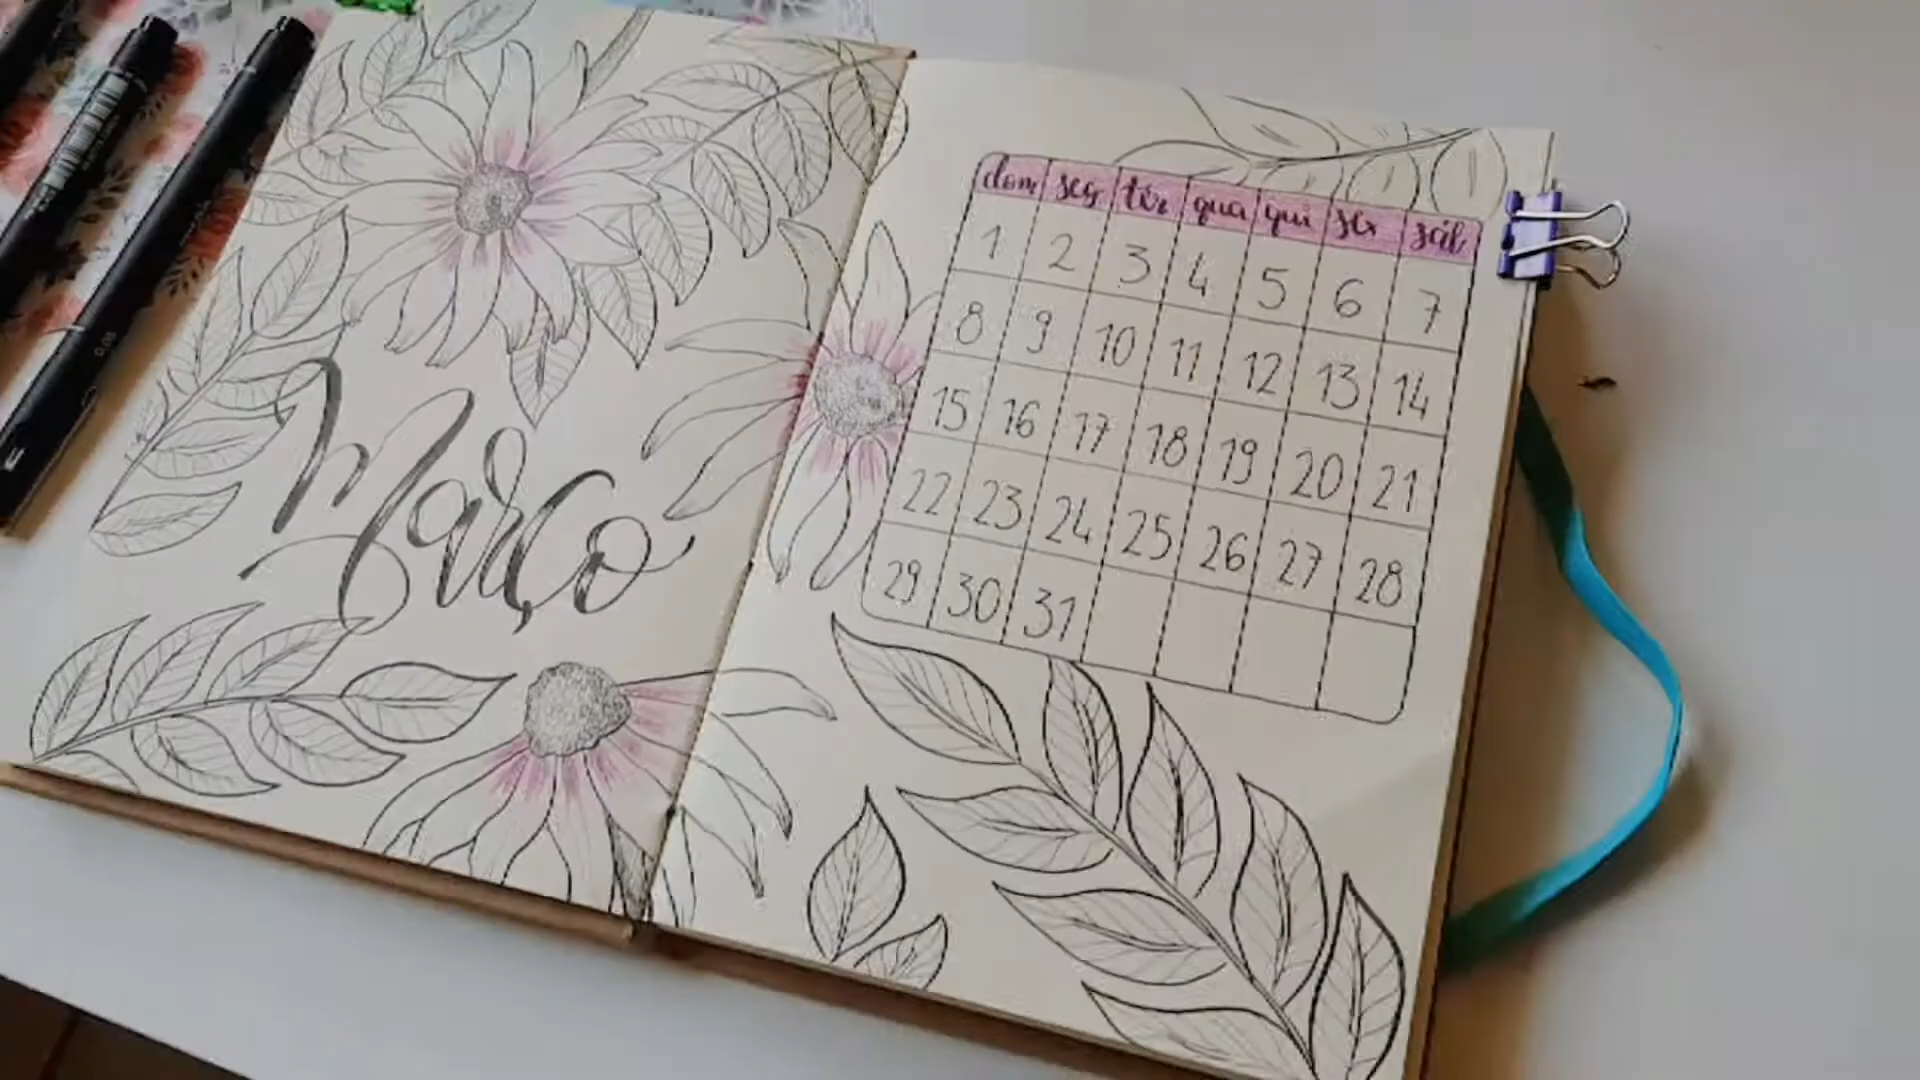 Março
dom seg ter qua qui sex sáb
1 2 3 4 5 6 7
8 9 10 11 12 13 14
15 16 17 18 19 20 21
22 23 24 25 26 27 28
29 30 31